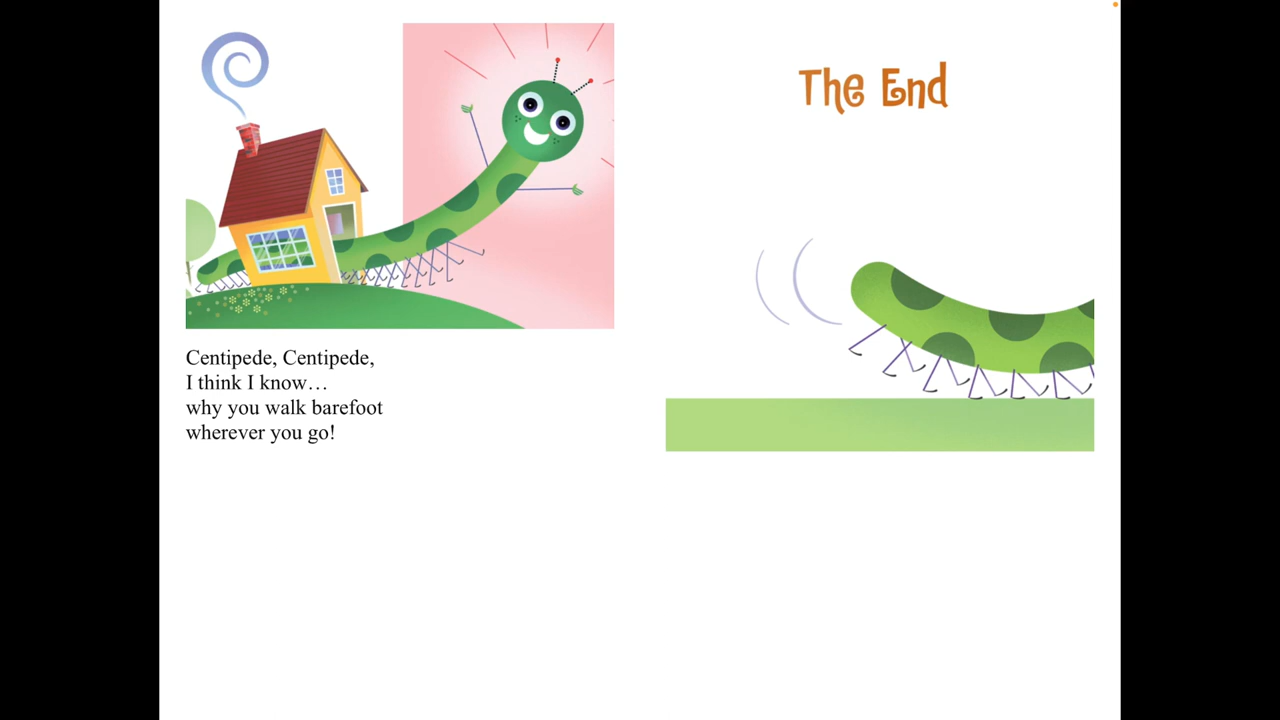 Centipede, Centipede,
I think I know…
why you walk barefoot
wherever you go!
The End